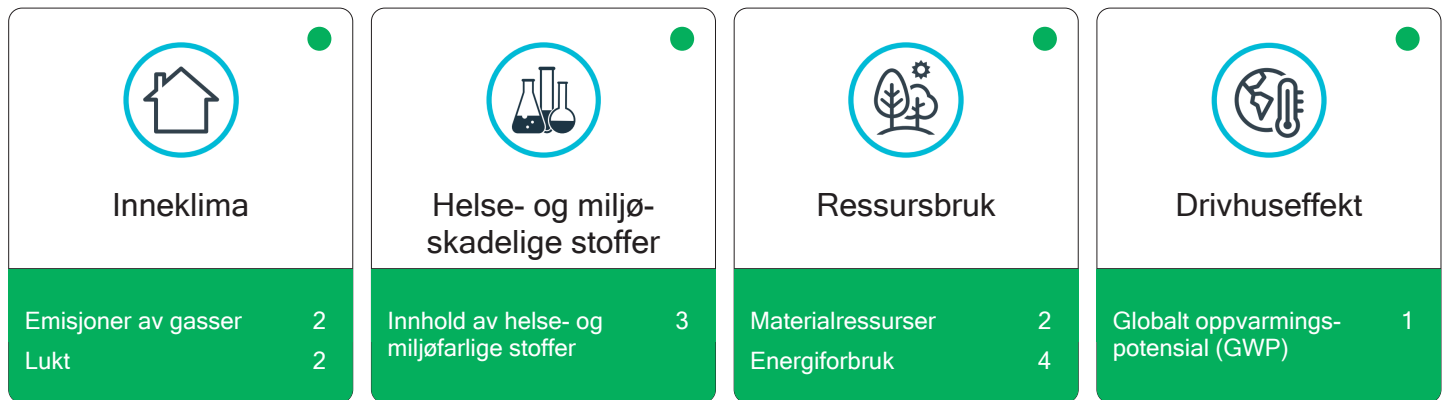 Inneklima
Emisjoner av gasser 2
Lukt 2
Helse- og miljø-
skadelige stoffer
Innhold av helse- og 3
miljøfarlige stoffer
Ressursbruk
Materialressurser 2
Energiforbruk 4
Drivhuseffekt
Globalt oppvarmings- 1
potensial (GWP)